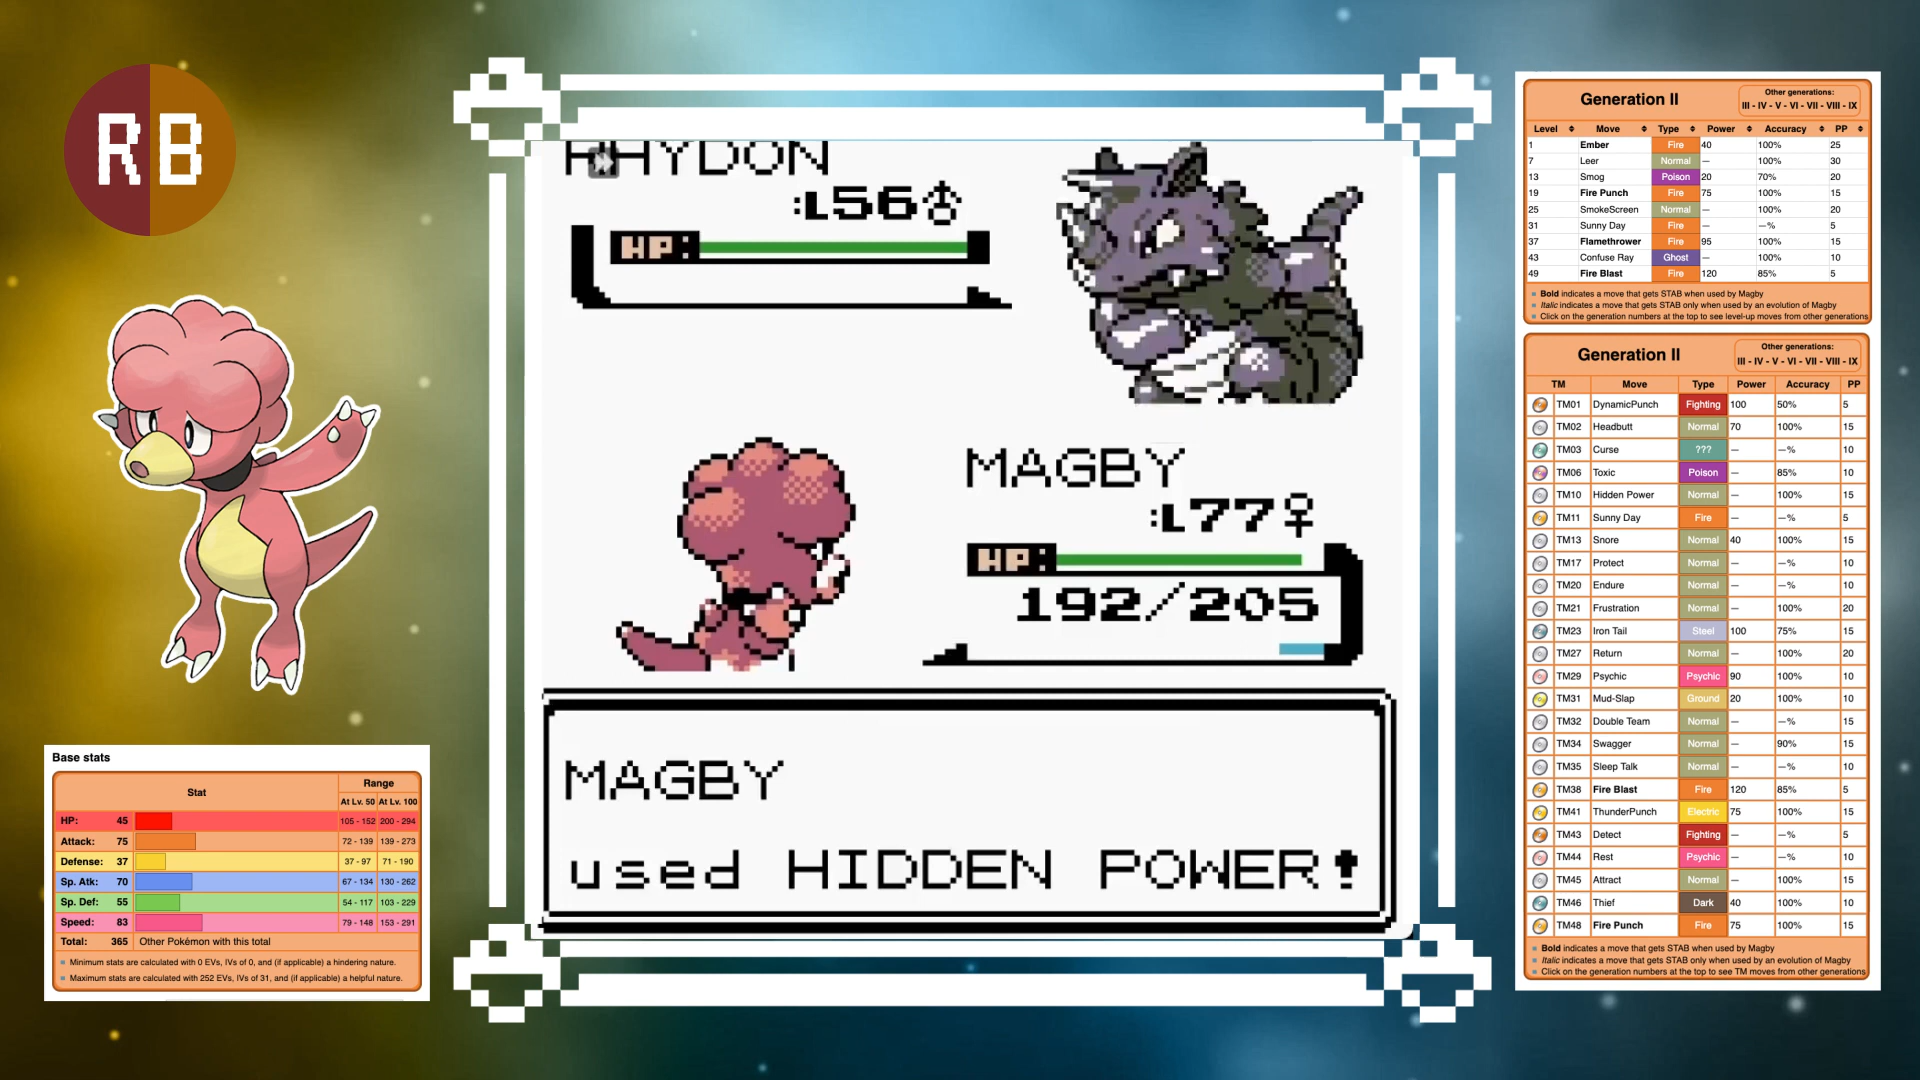 RB
RHYDON
:L56♂
HP:
MAGBY
:L77♀
HP:
192/205
MAGBY
used HIDDEN POWER!
Base stats
Stat Range
At Lv. 50 At Lv. 100
HP: 45 105 - 152 200 - 294
Attack: 75 72 - 139 139 - 273
Defense: 37 37 - 97 71 - 190
Sp. Atk: 70 67 - 134 130 - 262
Sp. Def: 55 54 - 117 103 - 229
Speed: 83 79 - 148 153 - 291
Total: 365 Other Pokémon with this total
Minimum stats are calculated with 0 EVs, IVs of 0, and (if applicable) a hindering nature.
Maximum stats are calculated with 252 EVs, IVs of 31, and (if applicable) a helpful nature.
Generation II
Other generations:
III - IV - V - VI - VII - VIII - IX
Level Move Type Power Accuracy PP
1 Ember Fire 40 100% 25
7 Leer Normal — 100% 30
13 Smog Poison 20 70% 20
19 Fire Punch Fire 75 100% 15
25 SmokeScreen Normal — 100% 20
31 Sunny Day Fire — —% 5
37 Flamethrower Fire 95 100% 15
43 Confuse Ray Ghost — 100% 10
49 Fire Blast Fire 120 85% 5
Bold indicates a move that gets STAB when used by Magby
Italic indicates a move that gets STAB only when used by an evolution of Magby
Click on the generation numbers at the top to see level-up moves from other generations
Generation II
Other generations:
III - IV - V - VI - VII - VIII - IX
TM Move Type Power Accuracy PP
TM01 DynamicPunch Fighting 100 50% 5
TM02 Headbutt Normal 70 100% 15
TM03 Curse ??? — —% 10
TM06 Toxic Poison — 85% 10
TM10 Hidden Power Normal — 100% 15
TM11 Sunny Day Fire — —% 5
TM13 Snore Normal 40 100% 15
TM17 Protect Normal — —% 10
TM20 Endure Normal — —% 10
TM21 Frustration Normal — 100% 20
TM23 Iron Tail Steel 100 75% 15
TM27 Return Normal — 100% 20
TM29 Psychic Psychic 90 100% 10
TM31 Mud-Slap Ground 20 100% 10
TM32 Double Team Normal — —% 15
TM34 Swagger Normal — 90% 15
TM35 Sleep Talk Normal — —% 10
TM38 Fire Blast Fire 120 85% 5
TM41 ThunderPunch Electric 75 100% 15
TM43 Detect Fighting — —% 5
TM44 Rest Psychic — —% 10
TM45 Attract Normal — 100% 15
TM46 Thief Dark 40 100% 10
TM48 Fire Punch Fire 75 100% 15
Bold indicates a move that gets STAB when used by Magby
Italic indicates a move that gets STAB only when used by an evolution of Magby
Click on the generation numbers at the top to see TM moves from other generations